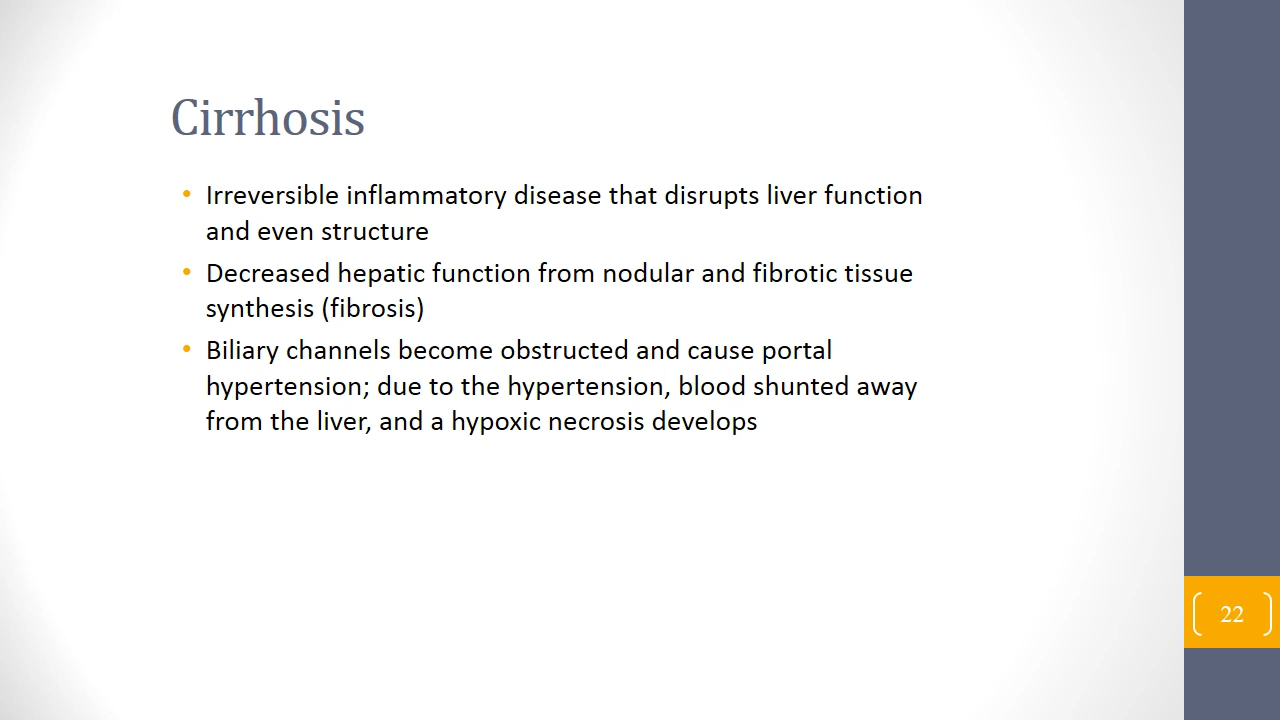 Cirrhosis
• Irreversible inflammatory disease that disrupts liver function
and even structure
• Decreased hepatic function from nodular and fibrotic tissue
synthesis (fibrosis)
• Biliary channels become obstructed and cause portal
hypertension; due to the hypertension, blood shunted away
from the liver, and a hypoxic necrosis develops
22